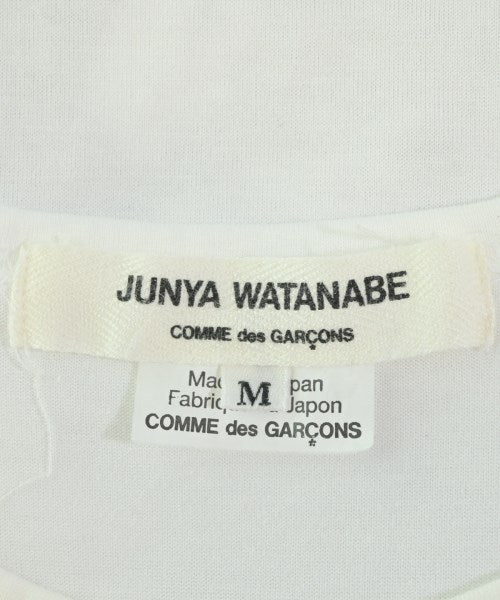 JUNYA WATANABE
COMME des GARÇONS
M
Japon
COMME des GARÇONS